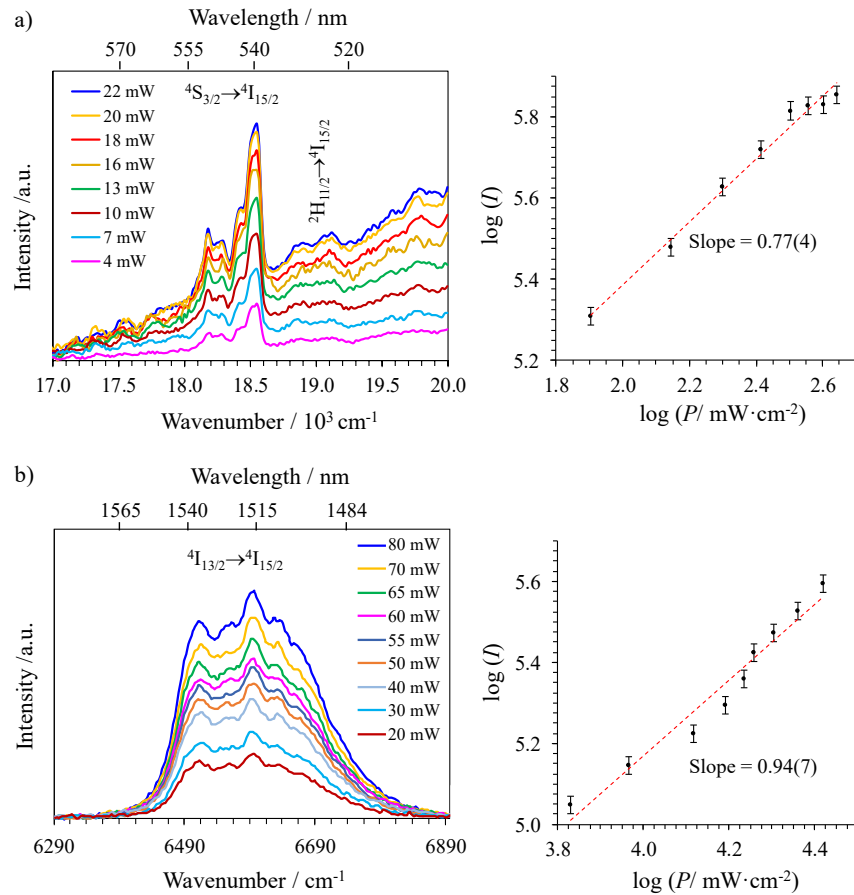 a)
Wavelength / nm
570 555 540 520
22 mW
20 mW
18 mW
16 mW
13 mW
10 mW
7 mW
4 mW
⁴S₃/₂→⁴I₁₅/₂
²H₁₁/₂→⁴I₁₅/₂
Intensity /a.u.
17.0 17.5 18.0 18.5 19.0 19.5 20.0
Wavenumber / 10³ cm⁻¹
log (I)
5.8
5.6
5.4
5.2
Slope = 0.77(4)
1.8 2.0 2.2 2.4 2.6
log (P/ mW·cm⁻²)
b)
Wavelength / nm
1565 1540 1515 1484
⁴I₁₃/₂→⁴I₁₅/₂
80 mW
70 mW
65 mW
60 mW
55 mW
50 mW
40 mW
30 mW
20 mW
Intensity /a.u.
6290 6490 6690 6890
Wavenumber / cm⁻¹
log (I)
5.6
5.4
5.2
5.0
Slope = 0.94(7)
3.8 4.0 4.2 4.4
log (P/ mW·cm⁻²)